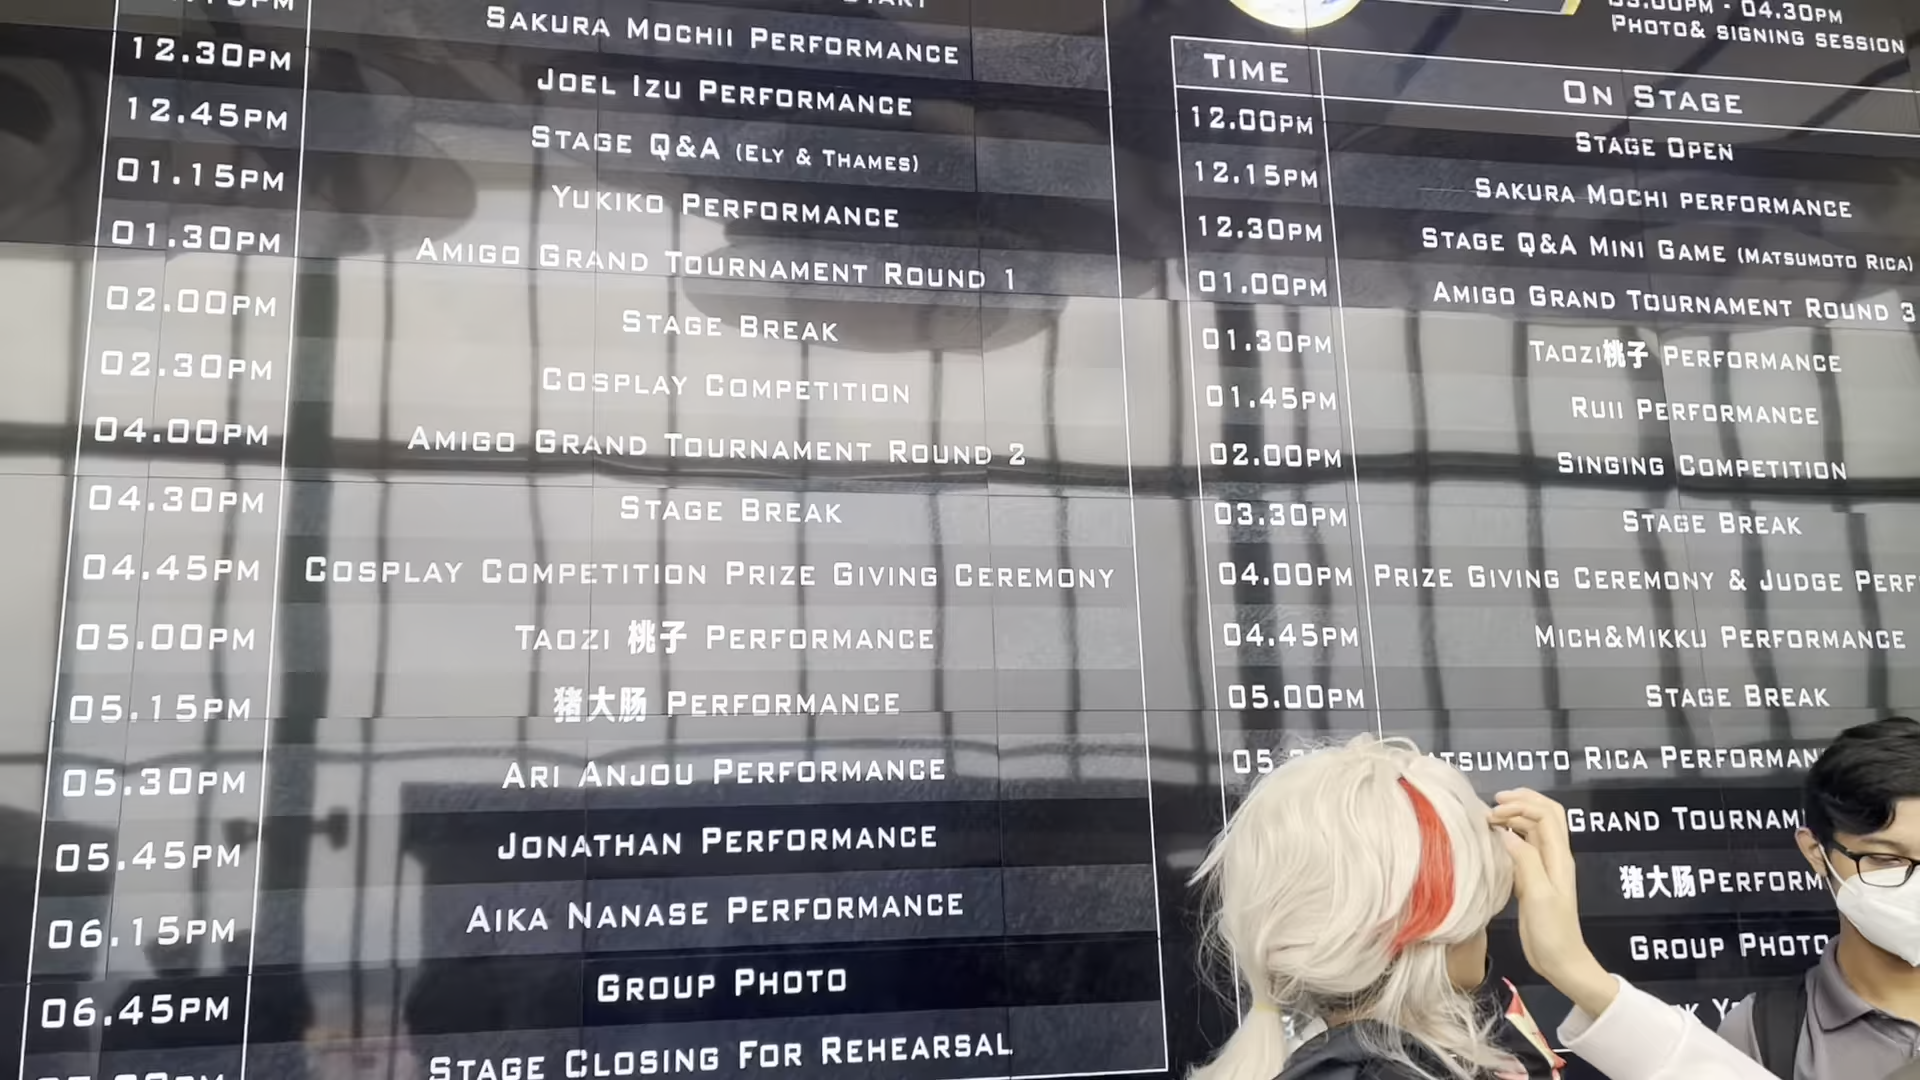 SAKURA MOCHII PERFORMANCE
12.30PM JOEL IZU PERFORMANCE
12.45PM STAGE Q&A (ELY & THAMES)
01.15PM YUKIKO PERFORMANCE
01.30PM AMIGO GRAND TOURNAMENT ROUND 1
02.00PM STAGE BREAK
02.30PM COSPLAY COMPETITION
04.00PM AMIGO GRAND TOURNAMENT ROUND 2
04.30PM STAGE BREAK
04.45PM COSPLAY COMPETITION PRIZE GIVING CEREMONY
05.00PM TAOZI 桃子 PERFORMANCE
05.15PM 猪大肠 PERFORMANCE
05.30PM ARI ANJOU PERFORMANCE
05.45PM JONATHAN PERFORMANCE
06.15PM AIKA NANASE PERFORMANCE
06.45PM GROUP PHOTO
STAGE CLOSING FOR REHEARSAL
- 04.30PM
PHOTO& SIGNING SESSION
TIME ON STAGE
12.00PM STAGE OPEN
12.15PM SAKURA MOCHI PERFORMANCE
12.30PM STAGE Q&A MINI GAME (MATSUMOTO RICA)
01.00PM AMIGO GRAND TOURNAMENT ROUND 3
01.30PM TAOZI桃子 PERFORMANCE
01.45PM RUII PERFORMANCE
02.00PM SINGING COMPETITION
03.30PM STAGE BREAK
04.00PM PRIZE GIVING CEREMONY & JUDGE PERF
04.45PM MICH&MIKKU PERFORMANCE
05.00PM STAGE BREAK
05 ATSUMOTO RICA PERFORMAN
GRAND TOURNAM
猪大肠PERFORM
GROUP PHOTO